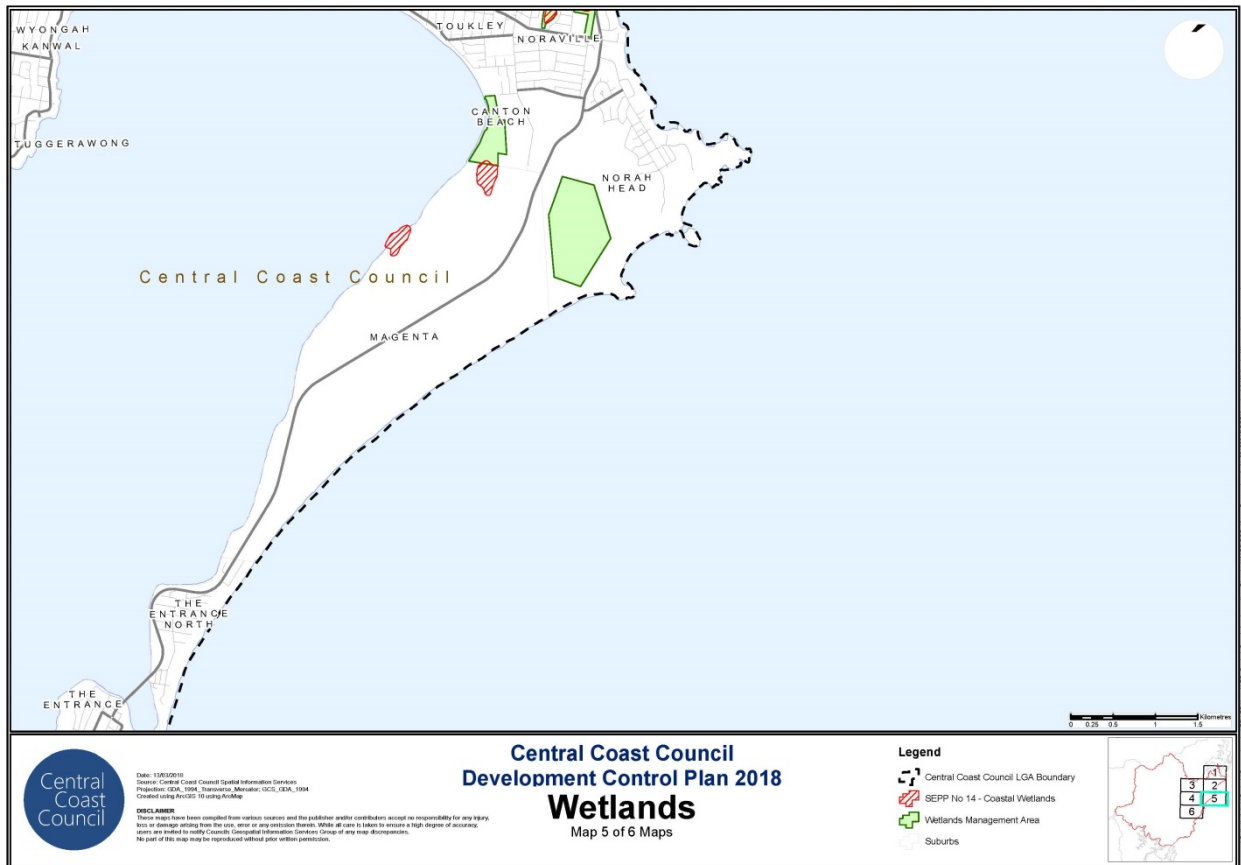 WYONGAH
KANWAL
TOUKLEY
NORAVILLE
TUGGERAWONG
CANTON
BEACH
NORAH
HEAD
Central Coast Council
MAGENTA
THE
ENTRANCE
NORTH
THE
ENTRANCE
Kilometres
0 0.25 0.5 1 1.5
Central
Coast
Council
Date: 13/03/2018
Source: Central Coast Council Spatial Information Services
Projection: GDA_1994_Transverse_Mercator; GCS_GDA_1994
Created using ArcGIS 10 using ArcMap
DISCLAIMER
These maps have been compiled from various sources and the publisher and/or contributors accept no responsibility for any injury,
loss or damage arising from the use, error or any omission therein. While all care is taken to ensure a high degree of accuracy,
users are invited to notify Councils Geospatial Information Services Group of any map discrepancies.
No part of this map may be reproduced without prior written permission.
Central Coast Council
Development Control Plan 2018
Wetlands
Map 5 of 6 Maps
Legend
Central Coast Council LGA Boundary
SEPP No 14 - Coastal Wetlands
Wetlands Management Area
Suburbs
1
3 2
4 5
6